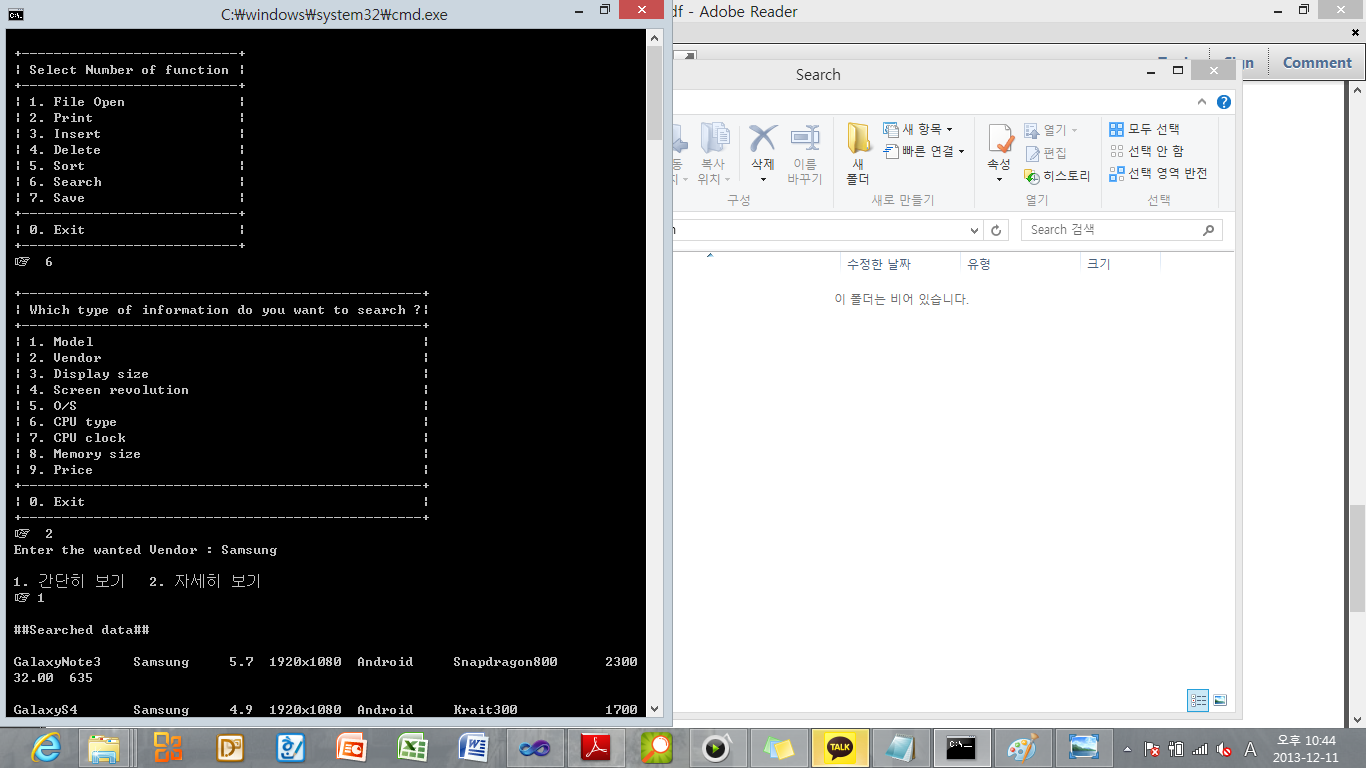 C:₩windows₩system32₩cmd.exe
df - Adobe Reader
Select Number of function
1. File Open
2. Print
3. Insert
4. Delete
5. Sort
6. Search
7. Save
0. Exit
☞ 6
Which type of information do you want to search ?
1. Model
2. Vendor
3. Display size
4. Screen revolution
5. O/S
6. CPU type
7. CPU clock
8. Memory size
9. Price
0. Exit
☞ 2
Enter the wanted Vendor : Samsung
1. 간단히 보기 2. 자세히 보기
☞ 1
##Searched data##
GalaxyNote3 Samsung 5.7 1920x1080 Android Snapdragon800 2300
32.00 635
GalaxyS4 Samsung 4.9 1920x1080 Android Krait300 1700
Comment
Search
복사
위치
삭제
이름
바꾸기
구성
새
폴더
새 항목
빠른 연결
새로 만들기
속성
열기
편집
히스토리
열기
모두 선택
선택 안 함
선택 영역 반전
선택
Search 검색
수정한 날짜
유형
크기
이 폴더는 비어 있습니다.
TALK
A
오후 10:44
2013-12-11